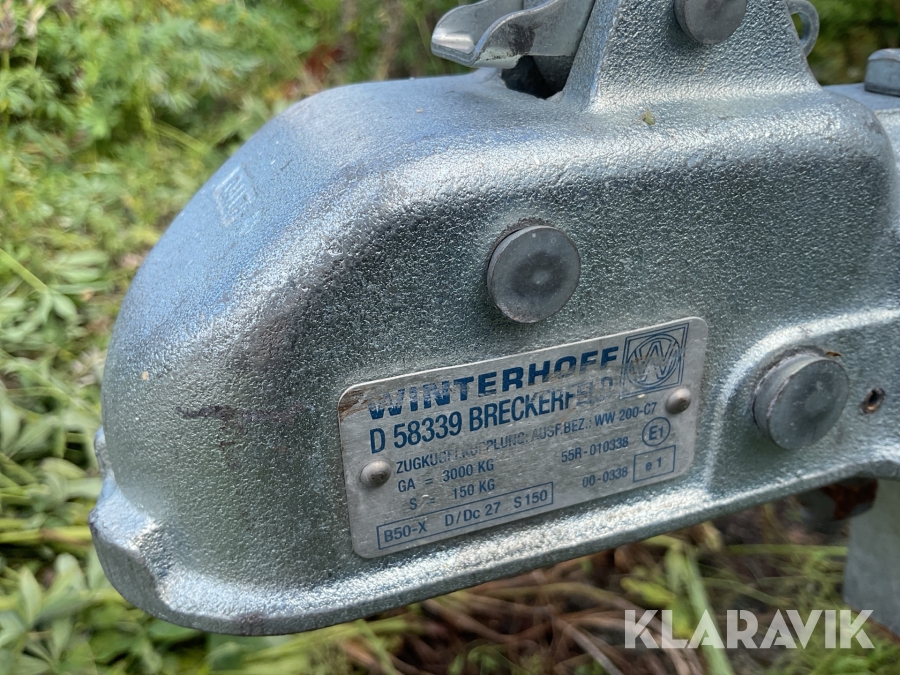 WINTERHOFF
D 58339 BRECKERFELD
ZUGKUGELKUPPLUNG: AUSF.BEZ.: WW 200-C7
GA = 3000 KG 55R-010338 E1
S = 150 KG 00-0338 e 1
B50-X D/Dc 27 S150
KLARAVIK